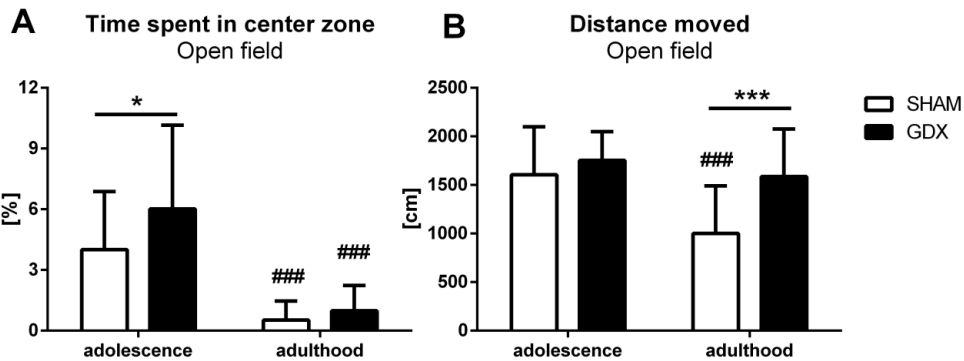 A
Time spent in center zone
Open field
12
9
6
3
0
[%]
*
###
###
adolescence
adulthood
B
Distance moved
Open field
2500
2000
1500
1000
500
0
[cm]
***
###
adolescence
adulthood
SHAM
GDX